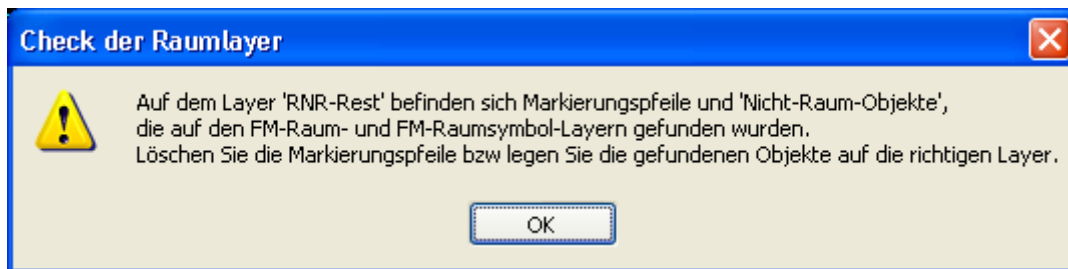 Check der Raumlayer
Auf dem Layer 'RNR-Rest' befinden sich Markierungspfeile und 'Nicht-Raum-Objekte',
die auf den FM-Raum- und FM-Raumsymbol-Layern gefunden wurden.
Löschen Sie die Markierungspfeile bzw legen Sie die gefundenen Objekte auf die richtigen Layer.
OK